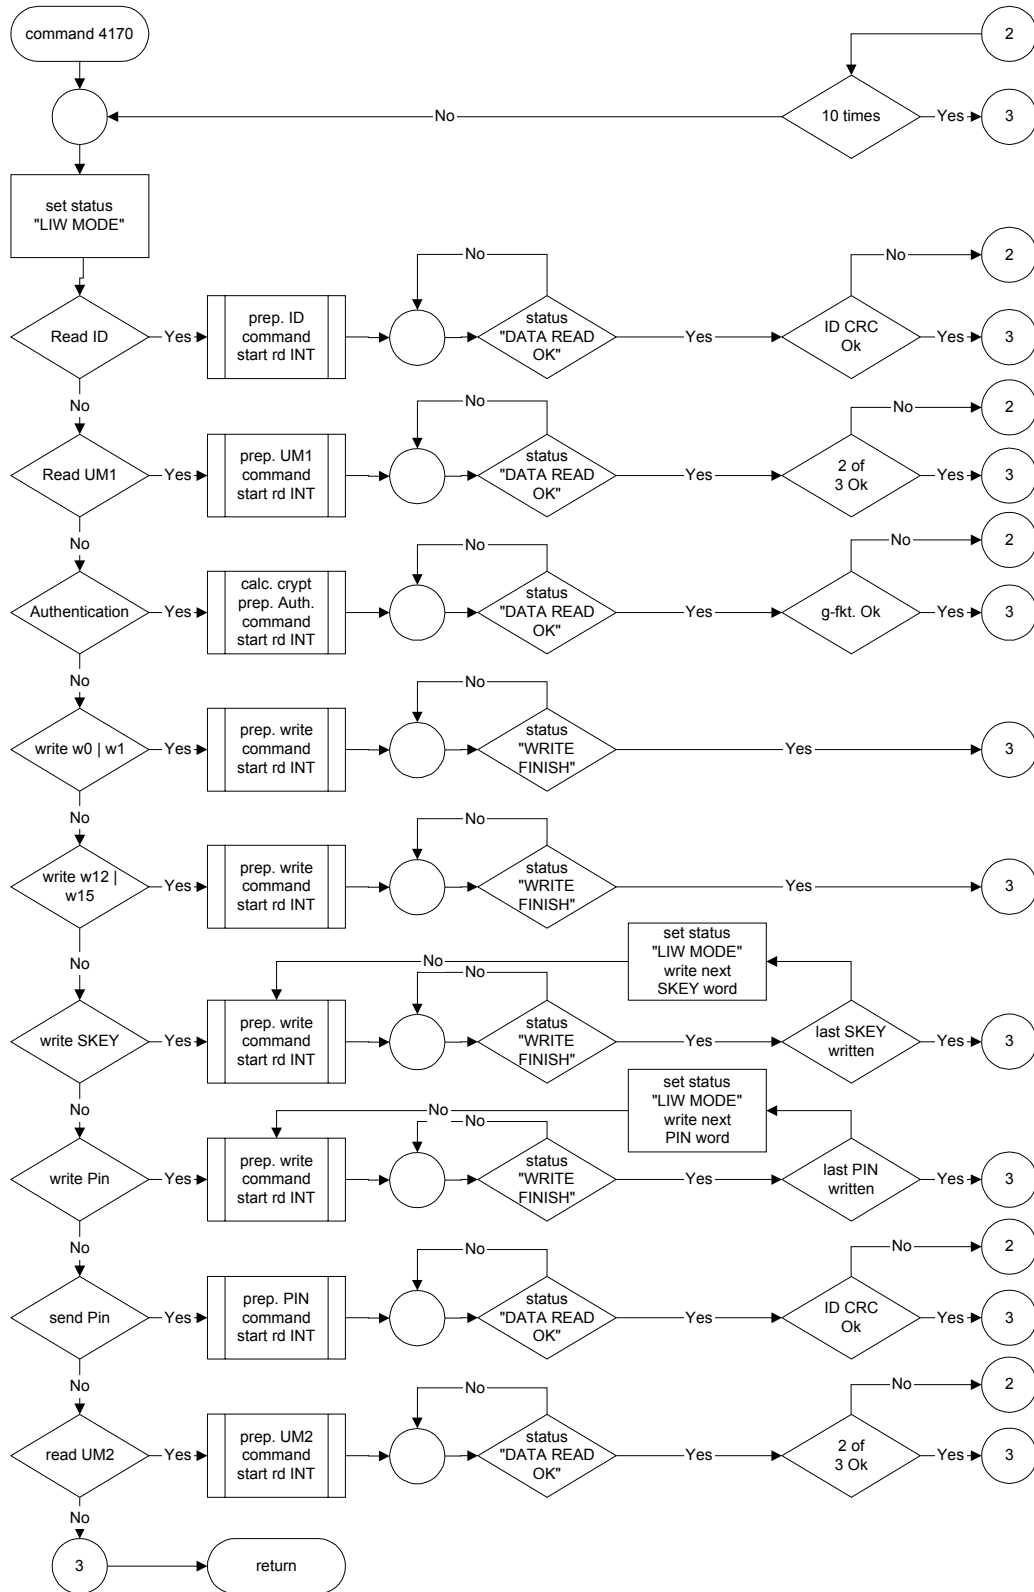 command 4170
2
10 times
No
Yes
3
set status
"LIW MODE"
Read ID
Yes
prep. ID
command
start rd INT
No
status
"DATA READ
OK"
Yes
ID CRC
Ok
No
2
Yes
3
No
Read UM1
Yes
prep. UM1
command
start rd INT
No
status
"DATA READ
OK"
Yes
2 of
3 Ok
No
2
Yes
3
No
Authentication
Yes
calc. crypt
prep. Auth.
command
start rd INT
No
status
"DATA READ
OK"
Yes
g-fkt. Ok
No
2
Yes
3
No
write w0 | w1
Yes
prep. write
command
start rd INT
No
status
"WRITE
FINISH"
Yes
3
No
write w12 |
w15
Yes
prep. write
command
start rd INT
No
status
"WRITE
FINISH"
Yes
3
No
write SKEY
Yes
prep. write
command
start rd INT
No
status
"WRITE
FINISH"
Yes
last SKEY
written
No
set status
"LIW MODE"
write next
SKEY word
Yes
3
No
write Pin
Yes
prep. write
command
start rd INT
No
status
"WRITE
FINISH"
Yes
last PIN
written
No
set status
"LIW MODE"
write next
PIN word
Yes
3
No
send Pin
Yes
prep. PIN
command
start rd INT
No
status
"DATA READ
OK"
Yes
ID CRC
Ok
No
2
Yes
3
No
read UM2
Yes
prep. UM2
command
start rd INT
No
status
"DATA READ
OK"
Yes
2 of
3 Ok
No
2
Yes
3
No
3
return